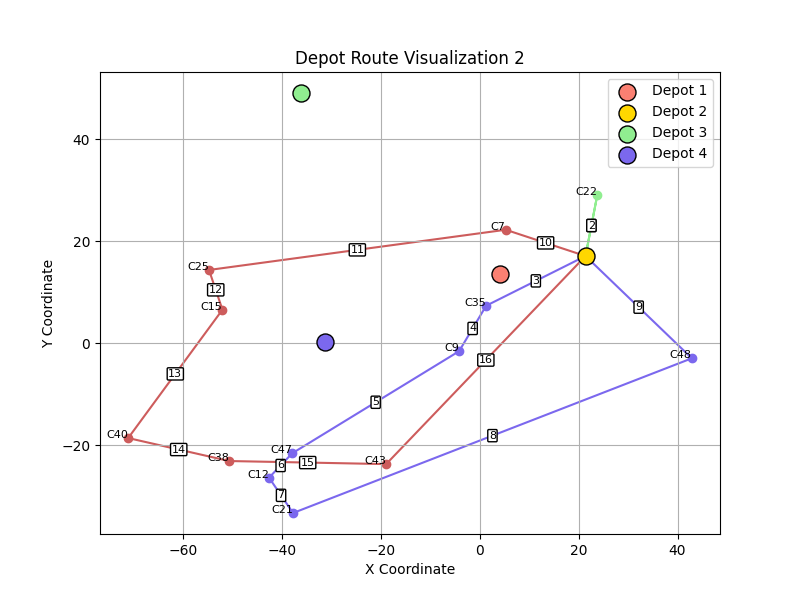 Depot Route Visualization 2
Depot 1
Depot 2
Depot 3
Depot 4
Y Coordinate
40
20
0
−20
C22
2
C7
10
11
C25
12
C15
3
C35
4
9
C9
C48
16
13
5
C40
14
C38
C47
6
15
C43
8
C12
7
C21
−60
−40
−20
0
20
40
X Coordinate